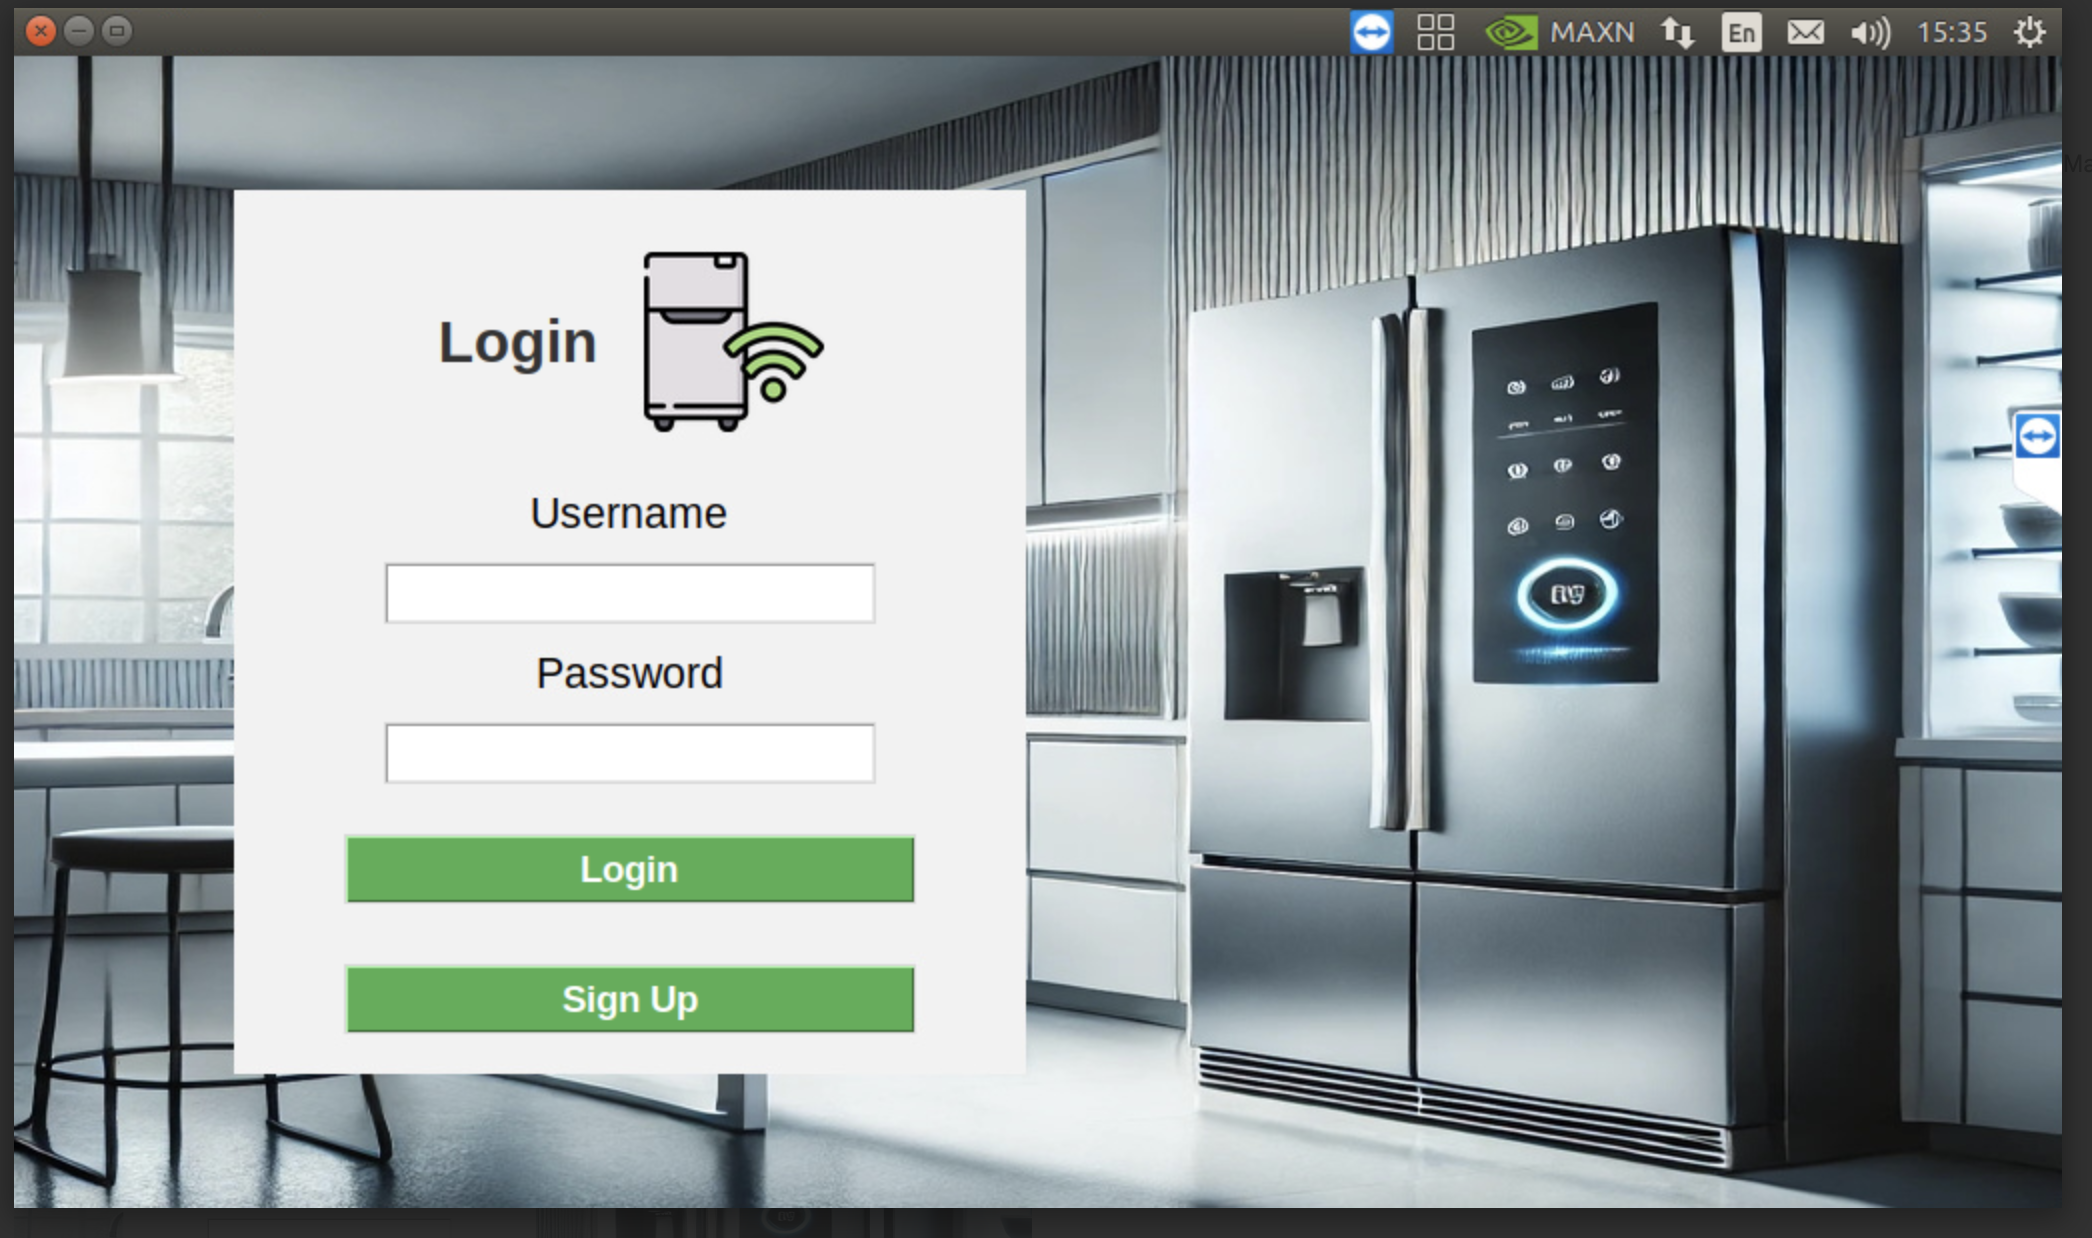 MAXN En 15:35
Login
Username
Password
Login
Sign Up